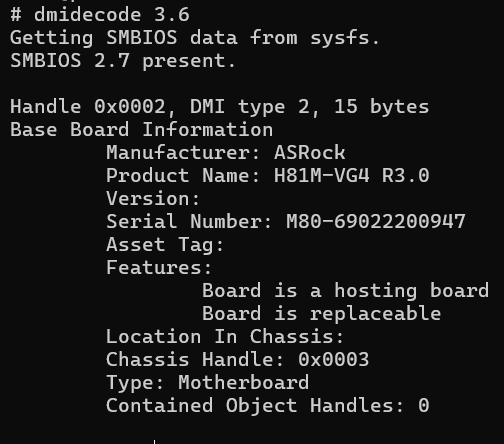 # dmidecode 3.6
Getting SMBIOS data from sysfs.
SMBIOS 2.7 present.

Handle 0x0002, DMI type 2, 15 bytes
Base Board Information
        Manufacturer: ASRock
        Product Name: H81M-VG4 R3.0
        Version:
        Serial Number: M80-69022200947
        Asset Tag:
        Features:
                Board is a hosting board
                Board is replaceable
        Location In Chassis:
        Chassis Handle: 0x0003
        Type: Motherboard
        Contained Object Handles: 0